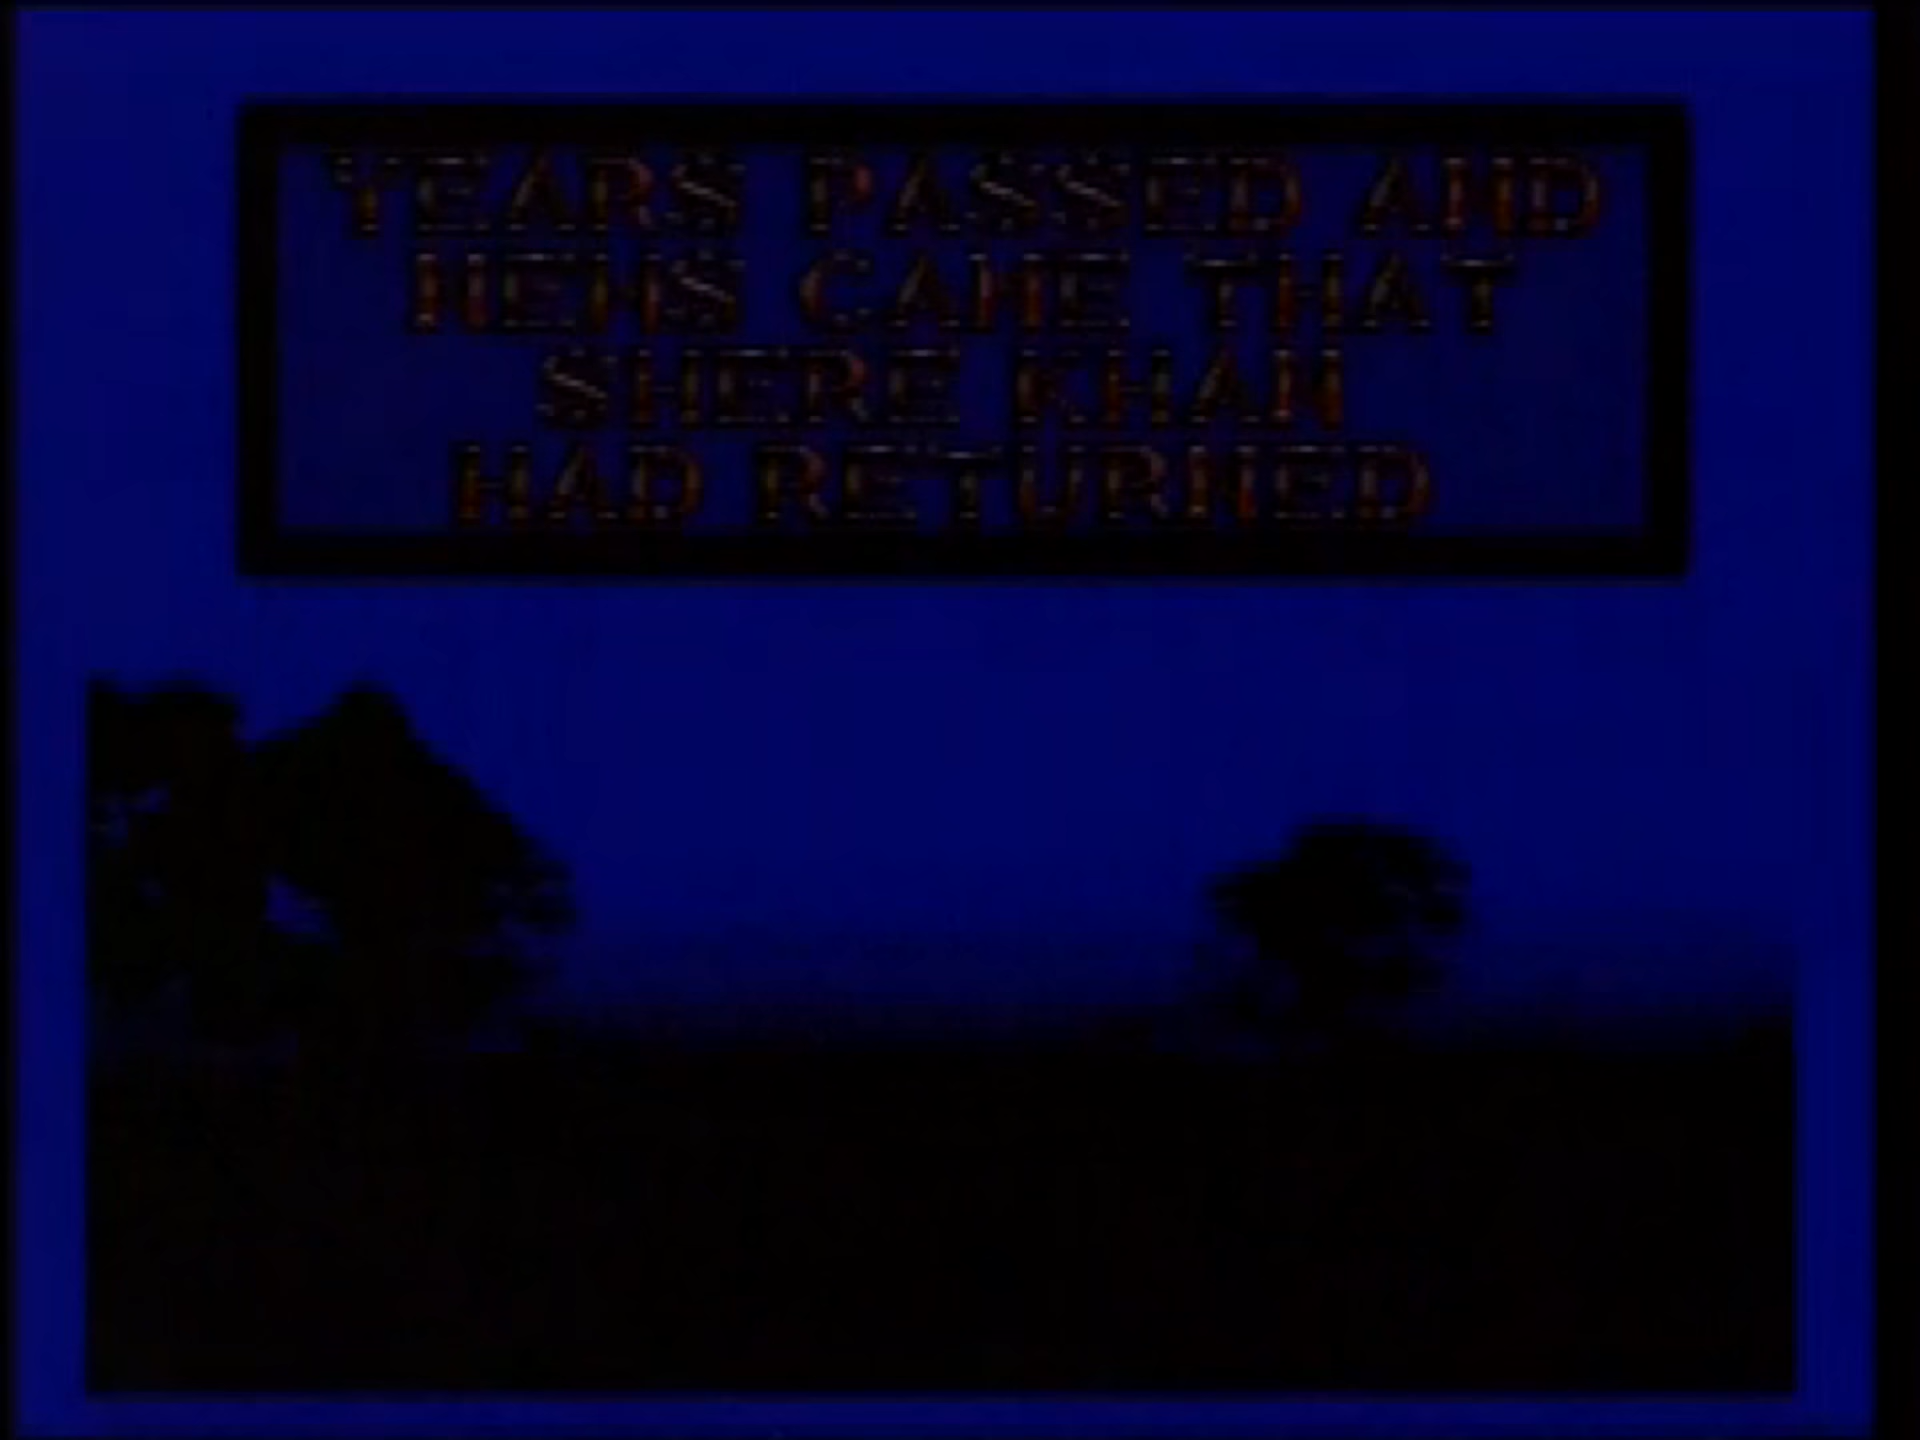 YEARS PASSED AND
NEWS CAME THAT
SHERE KHAN
HAD RETURNED